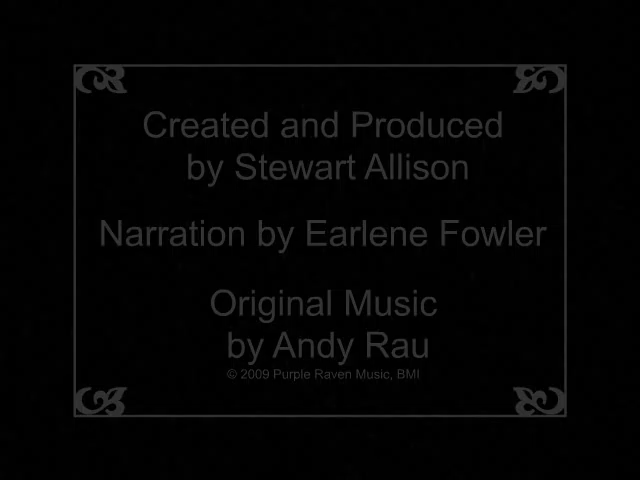 Created and Produced
by Stewart Allison
Narration by Earlene Fowler
Original Music
by Andy Rau
© 2009 Purple Raven Music, BMI